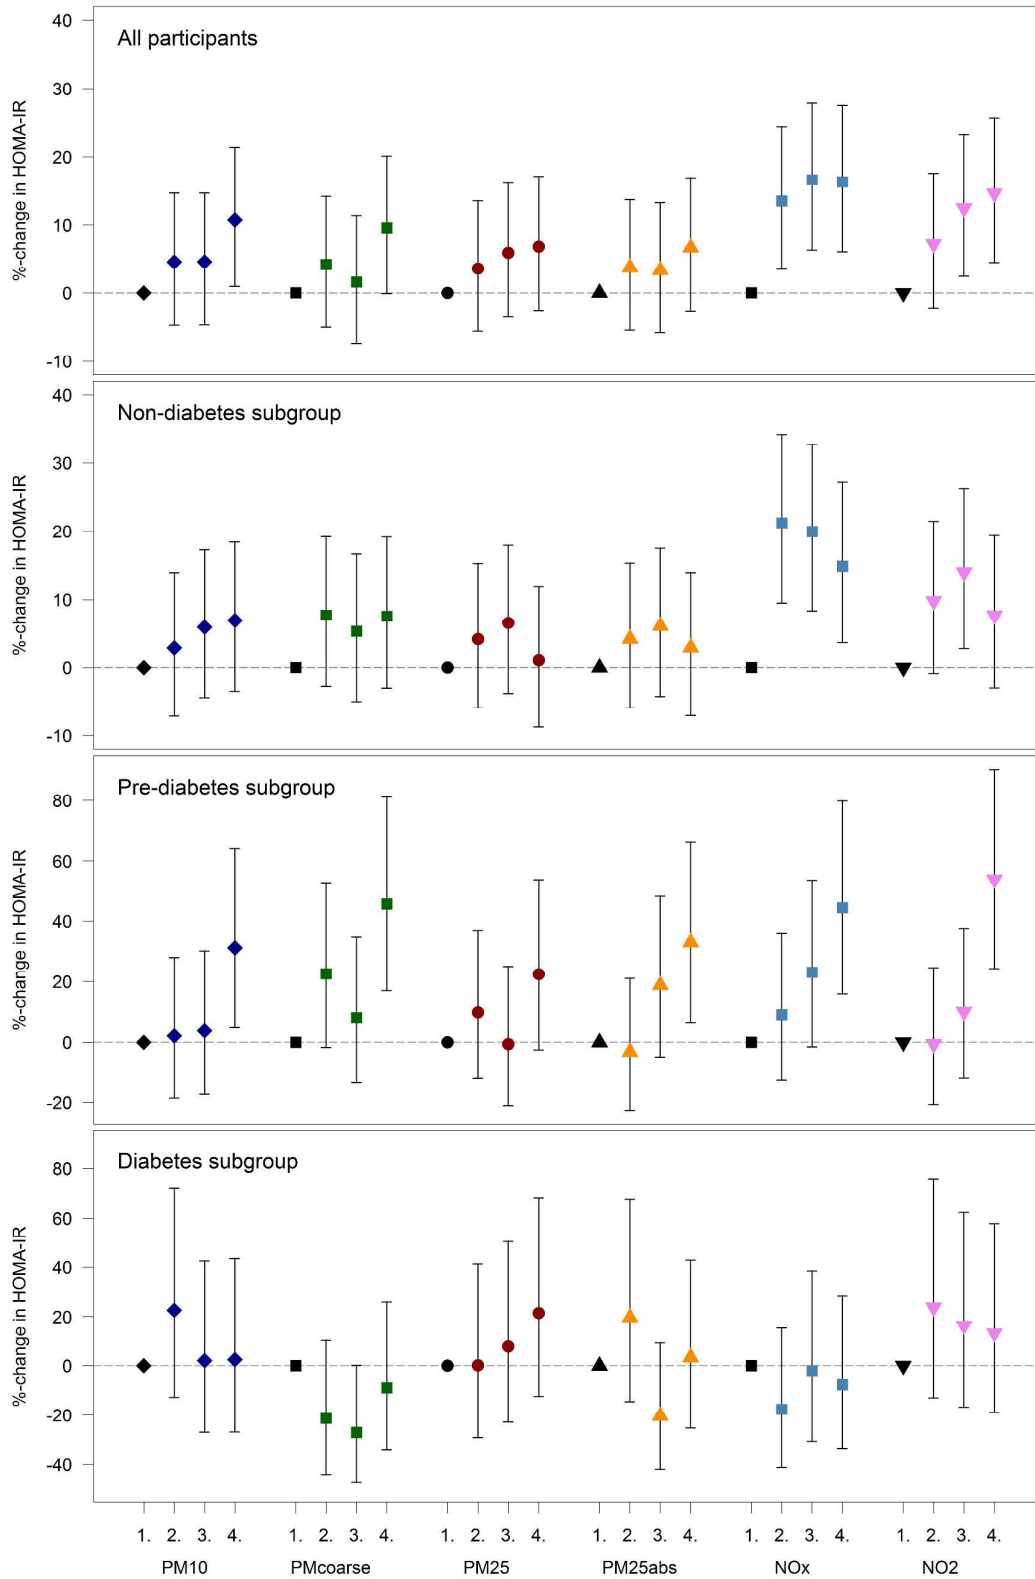 All participants
%-change in HOMA-IR
40
30
20
10
0
-10
Non-diabetes subgroup
%-change in HOMA-IR
40
30
20
10
0
-10
Pre-diabetes subgroup
%-change in HOMA-IR
80
60
40
20
0
-20
Diabetes subgroup
%-change in HOMA-IR
80
60
40
20
0
-20
-40
1. 2. 3. 4. 1. 2. 3. 4. 1. 2. 3. 4. 1. 2. 3. 4. 1. 2. 3. 4. 1. 2. 3. 4.
PM10 PMcoarse PM25 PM25abs NOx NO2